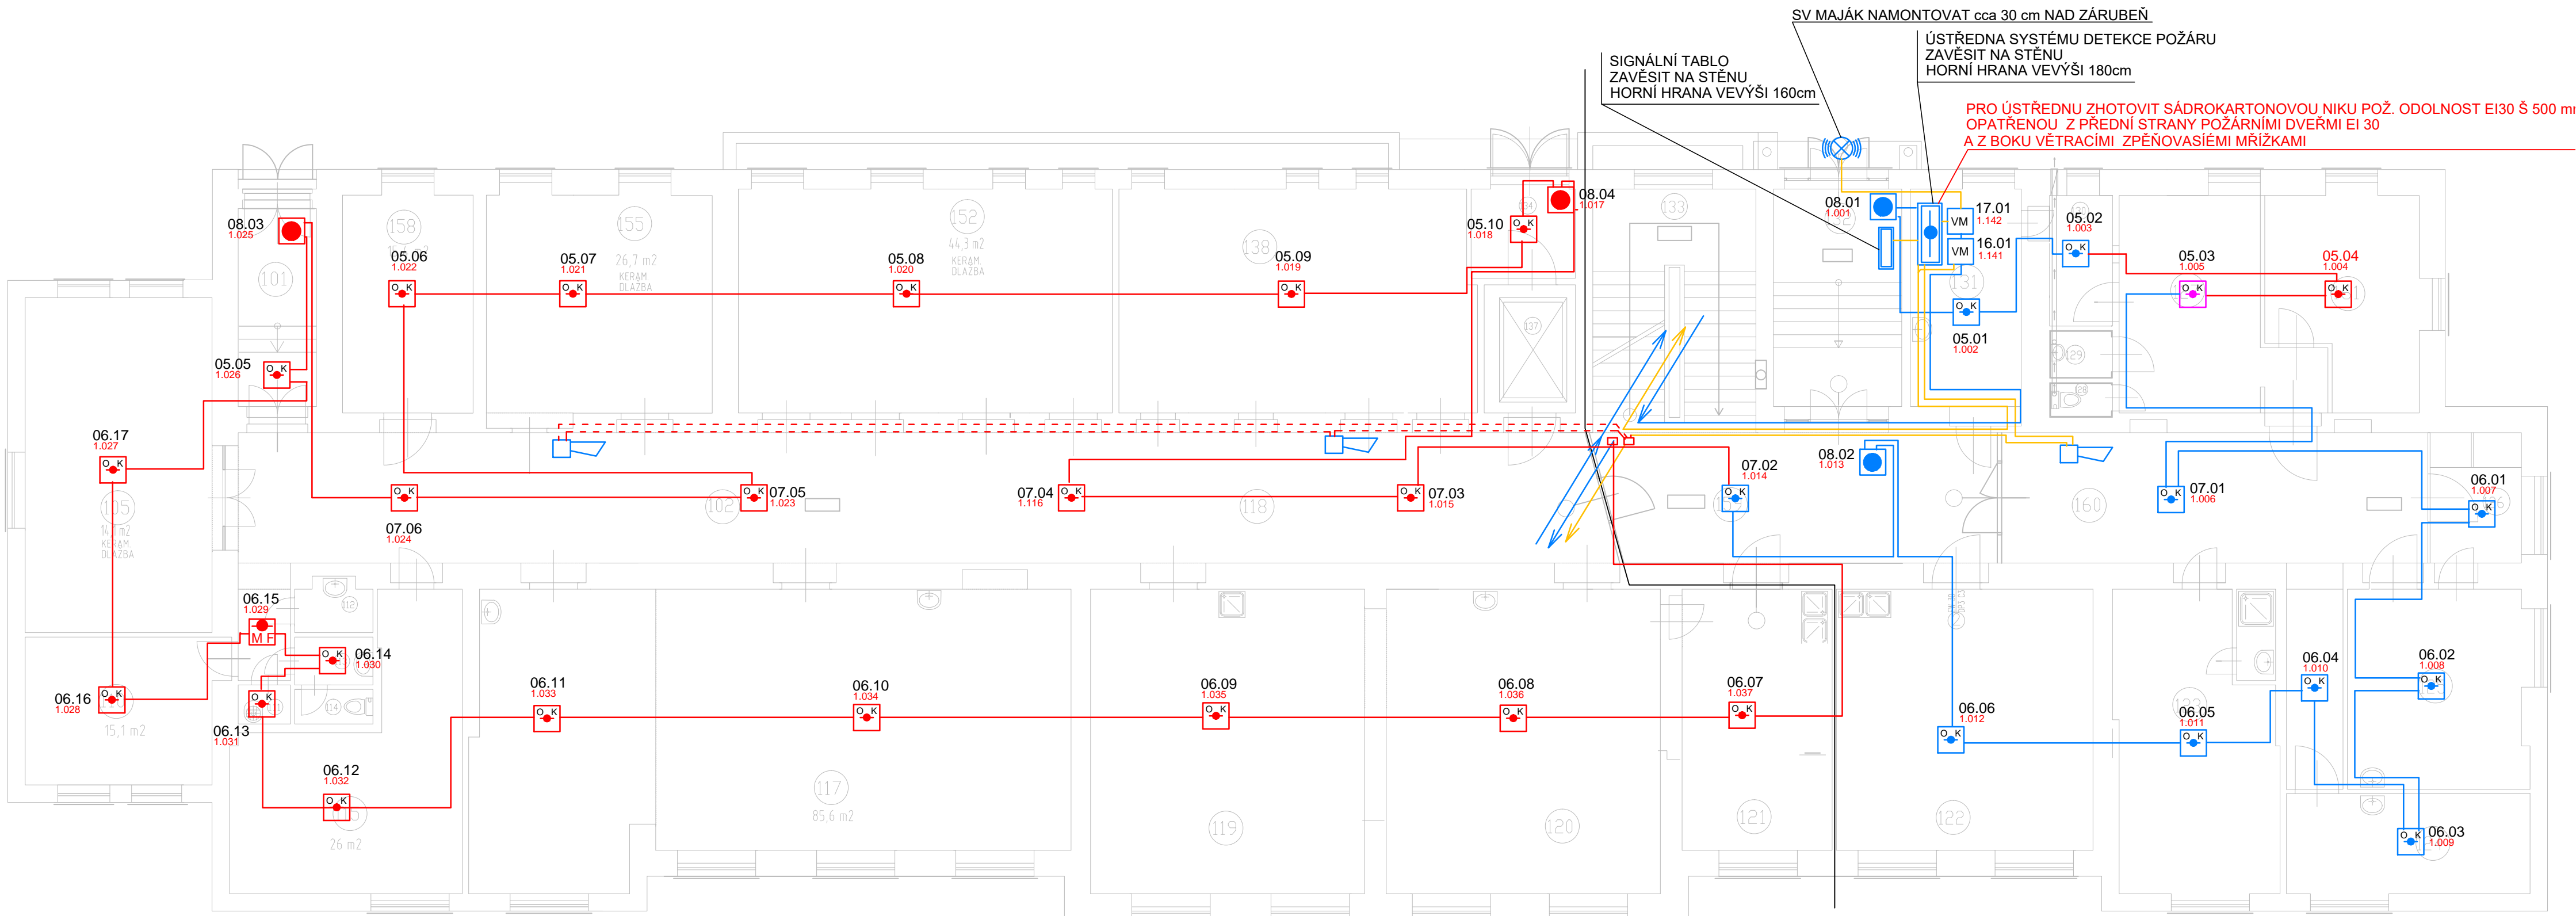 SV MAJÁK NAMONTOVAT cca 30 cm NAD ZÁRUBEŇ
ÚSTŘEDNA SYSTÉMU DETEKCE POŽÁRU
ZAVĚSIT NA STĚNU
HORNÍ HRANA VEVÝŠI 180cm
SIGNÁLNÍ TABLO
ZAVĚSIT NA STĚNU
HORNÍ HRANA VEVÝŠI 160cm
PRO ÚSTŘEDNU ZHOTOVIT SÁDROKARTONOVOU NIKU POŽ. ODOLNOST EI30 Š 500
OPATŘENOU Z PŘEDNÍ STRANY POŽÁRNÍMI DVEŘMI EI 30
A Z BOKU VĚTRACÍMI ZPĚŇOVASÍÉMI MŘÍŽKAMI
08.03
1.025
101
158
05.06
1.022
O K
155
26,7 m2
KERAM.
DLAŽBA
05.07
1.021
O K
152
44,3 m2
KERAM.
DLAŽBA
05.08
1.020
O K
138
05.09
1.019
O K
05.10
1.018
O K
08.04
1.017
137
133
08.01
1.001
17.01
1.142
VM
16.01
1.141
VM
131
O K
05.01
1.002
05.02
1.003
O K
129
05.03
1.005
O K
05.04
1.004
O K
05.05
1.026
O K
06.17
1.027
O K
105
KERAM.
DLAŽBA
O K
07.06
1.024
102
07.05
1.023
O K
07.04
1.116
O K
118
07.03
1.015
O K
07.02
1.014
O K
08.02
1.013
160
07.01
1.006
O K
06.01
1.007
O K
06.15
1.029
M F
112
06.14
1.030
O K
06.16
1.028
O K
15,1 m2
06.13
1.031
O K
114
06.12
1.032
O K
26 m2
06.11
1.033
O K
06.10
1.034
O K
117
85,6 m2
06.09
1.035
O K
119
06.08
1.036
O K
120
06.07
1.037
O K
121
06.06
1.012
O K
122
06.05
1.011
O K
06.04
1.010
O K
06.02
1.008
O K
06.03
1.009
O K